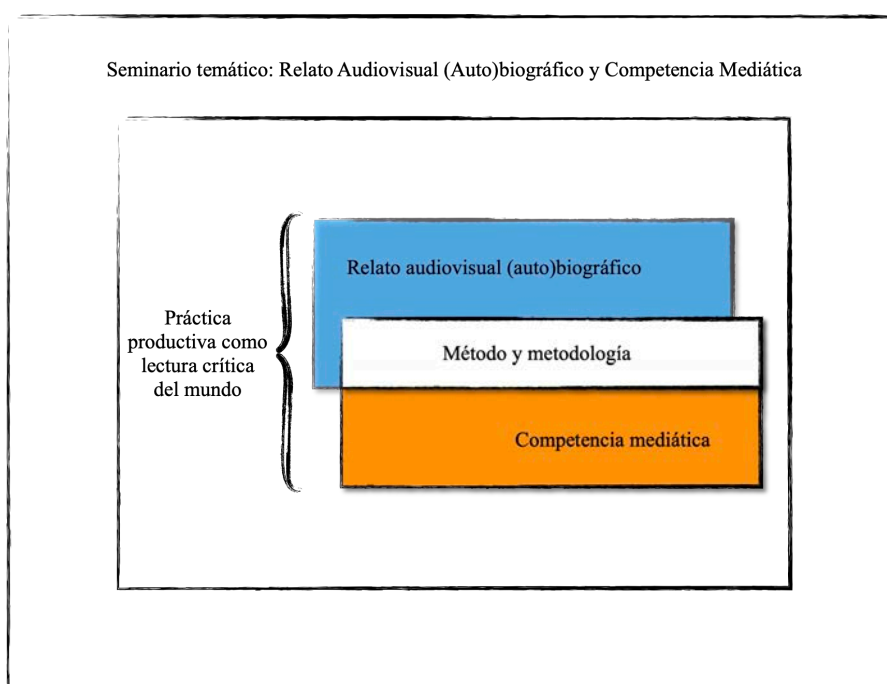 Seminario temático: Relato Audiovisual (Auto)biográfico y Competencia Mediática
Relato audiovisual (auto)biográfico
Práctica
productiva como
lectura crítica
del mundo
Método y metodología
Competencia mediática